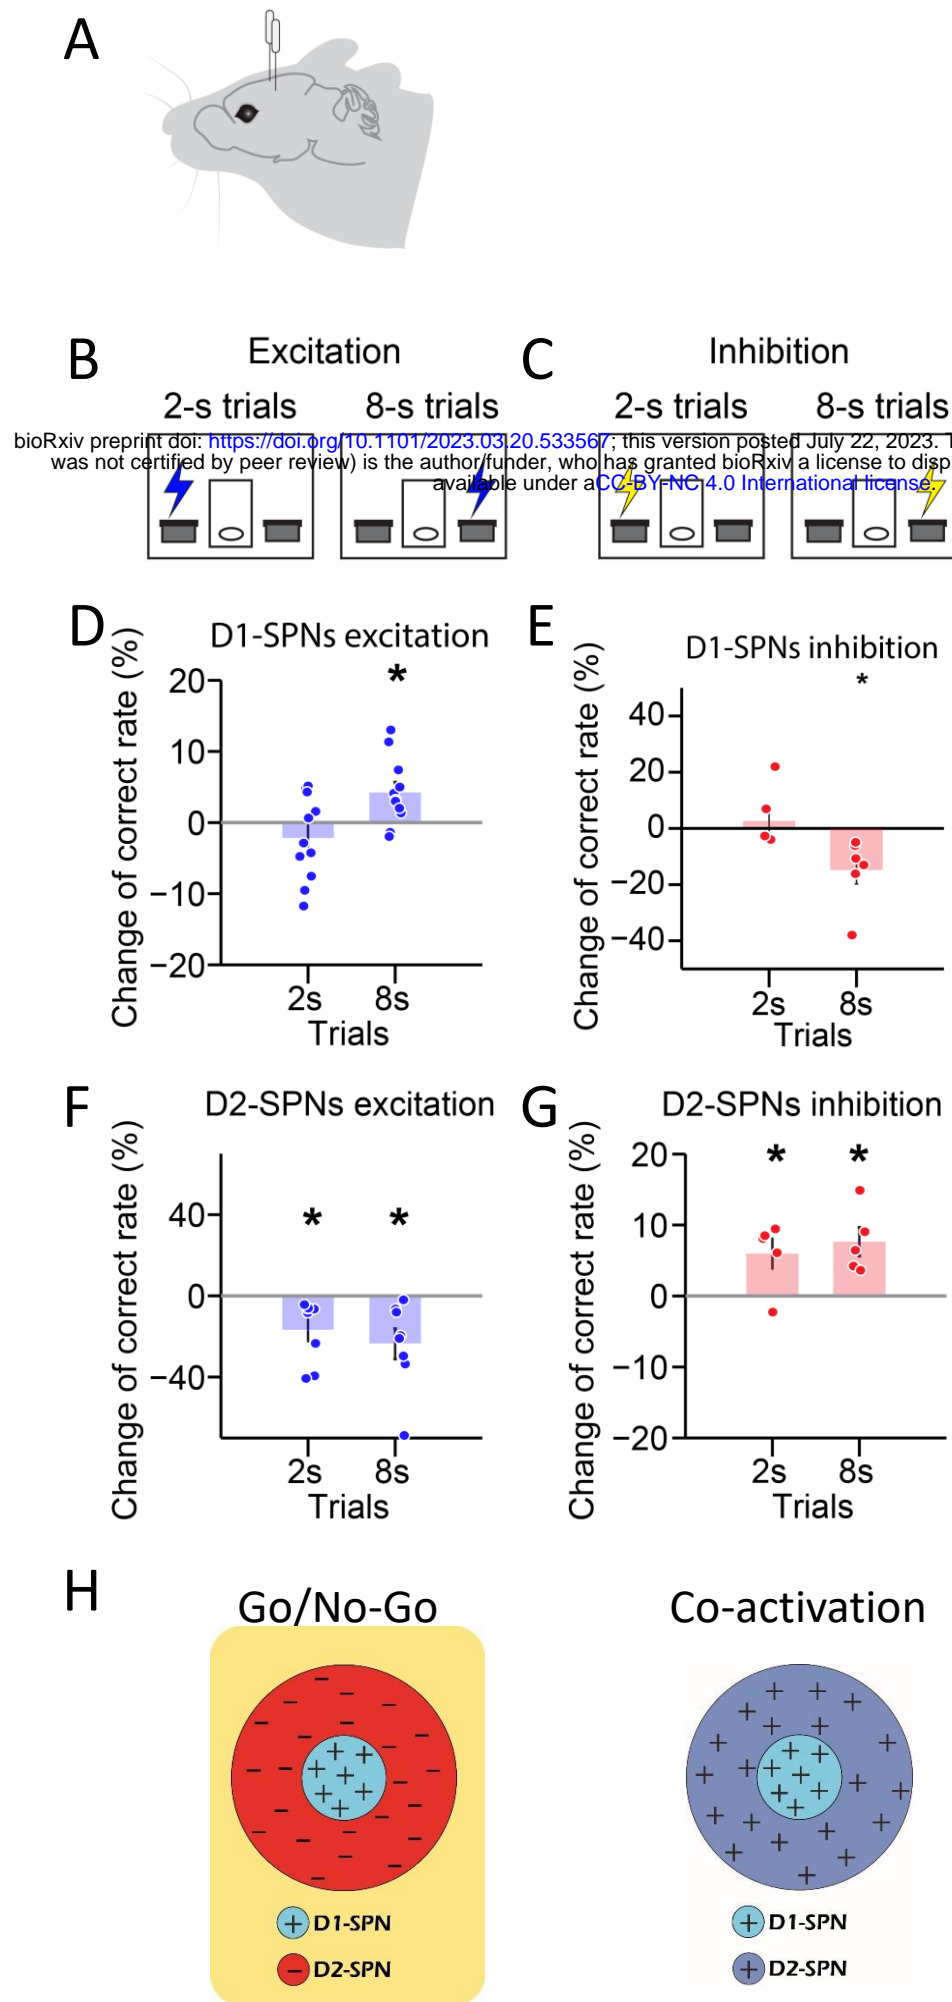 A
B
Excitation
C
Inhibition
2-s trials
8-s trials
2-s trials
8-s trials
bioRxiv preprint doi: https://doi.org/10.1101/2023.03.20.533567; this version posted July 22, 2023.
was not certified by peer review) is the author/funder, who has granted bioRxiv a license to disp
available under aCC-BY-NC 4.0 International license.
D
D1-SPNs excitation
*
Change of correct rate (%)
20
10
0
−10
−20
2s
8s
Trials
E
D1-SPNs inhibition
*
Change of correct rate (%)
40
20
0
−20
−40
2s
8s
Trials
F
D2-SPNs excitation
* *
Change of correct rate (%)
40
0
−40
2s
8s
Trials
G
D2-SPNs inhibition
* *
Change of correct rate (%)
20
10
0
−10
−20
2s
8s
Trials
H
Go/No-Go
+ D1-SPN
− D2-SPN
Co-activation
+ D1-SPN
+ D2-SPN